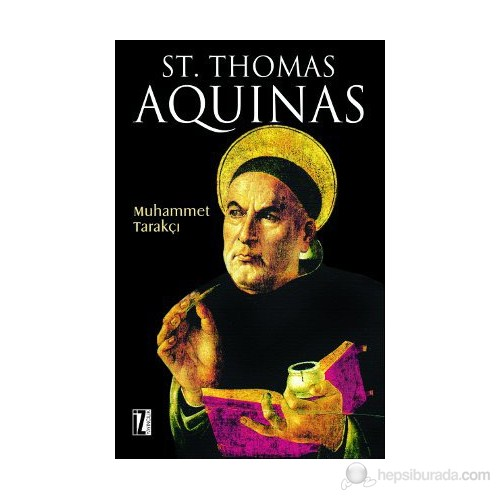 ST. THOMAS
AQUINAS
Muhammet
Tarakçı
İZ
hepsiburada.com